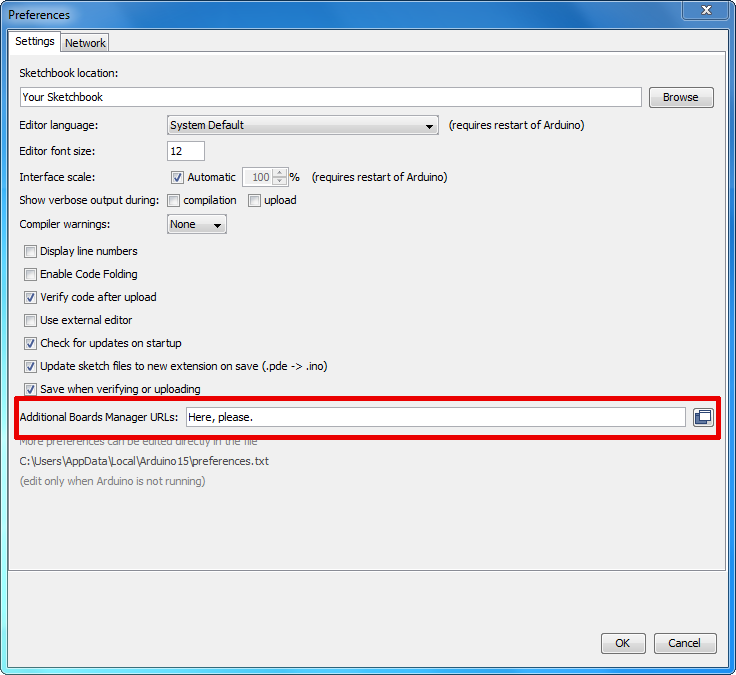 Preferences
Settings Network
Sketchbook location:
Your Sketchbook Browse
Editor language: System Default (requires restart of Arduino)
Editor font size: 12
Interface scale: Automatic 100 % (requires restart of Arduino)
Show verbose output during: compilation upload
Compiler warnings: None
Display line numbers
Enable Code Folding
Verify code after upload
Use external editor
Check for updates on startup
Update sketch files to new extension on save (.pde -> .ino)
Save when verifying or uploading
Additional Boards Manager URLs: Here, please.
More preferences can be edited directly in the file
C:\Users\AppData\Local\Arduino15\preferences.txt
(edit only when Arduino is not running)
OK Cancel